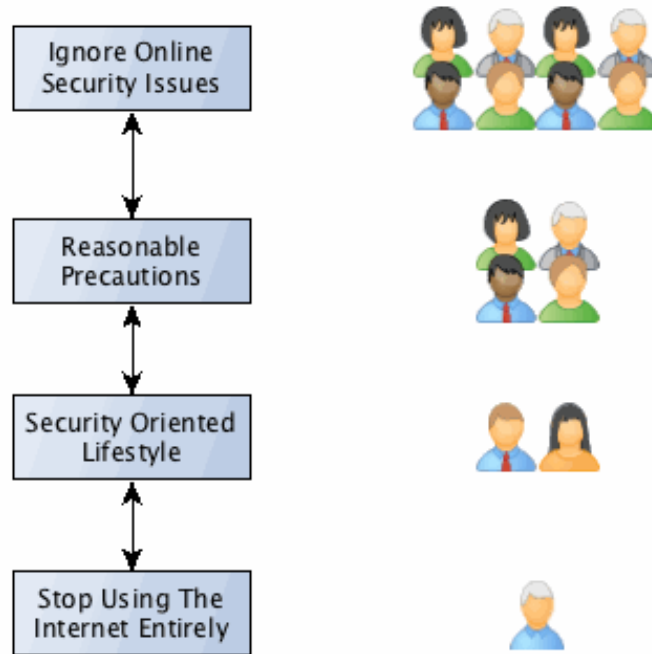 Ignore Online
Security Issues
Reasonable
Precautions
Security Oriented
Lifestyle
Stop Using The
Internet Entirely